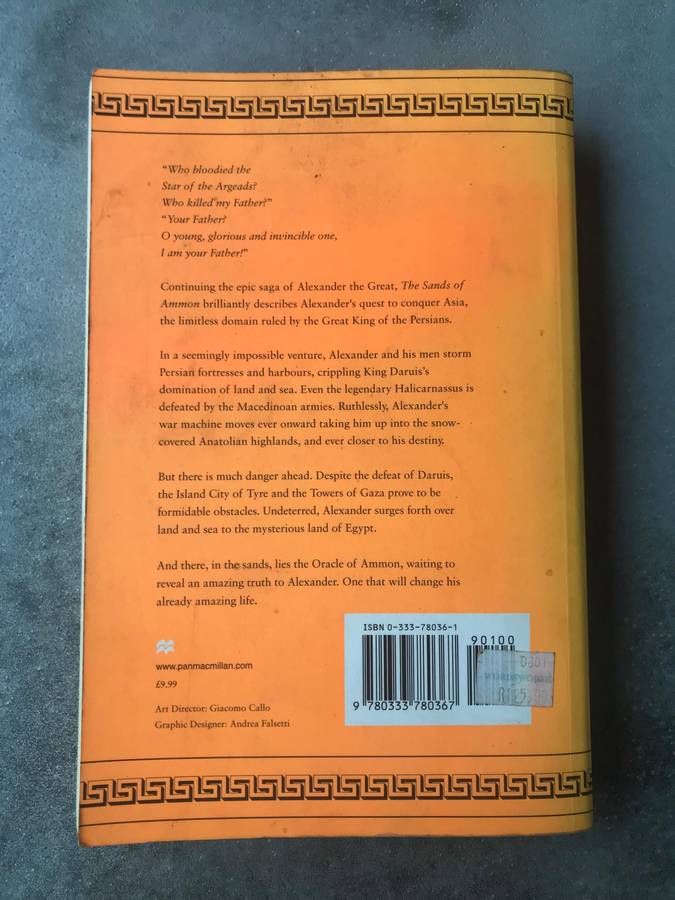 “Who bloodied the
Star of the Argeads?
Who killed my Father?”
“Your Father?
O young, glorious and invincible one,
I am your Father!”
Continuing the epic saga of Alexander the Great, The Sands of
Ammon brilliantly describes Alexander's quest to conquer Asia,
the limitless domain ruled by the Great King of the Persians.
In a seemingly impossible venture, Alexander and his men storm
Persian fortresses and harbours, crippling King Daruis's
domination of land and sea. Even the legendary Halicarnassus is
defeated by the Macedinoan armies. Ruthlessly, Alexander's
war machine moves ever onward taking him up into the snow-
covered Anatolian highlands, and ever closer to his destiny.
But there is much danger ahead. Despite the defeat of Daruis,
the Island City of Tyre and the Towers of Gaza prove to be
formidable obstacles. Undeterred, Alexander surges forth over
land and sea to the mysterious land of Egypt.
And there, in the sands, lies the Oracle of Ammon, waiting to
reveal an amazing truth to Alexander. One that will change his
already amazing life.
www.panmacmillan.com
£9.99
Art Director: Giacomo Callo
Graphic Designer: Andrea Falsetti
ISBN 0-333-78036-1
90100
9 780333 780367